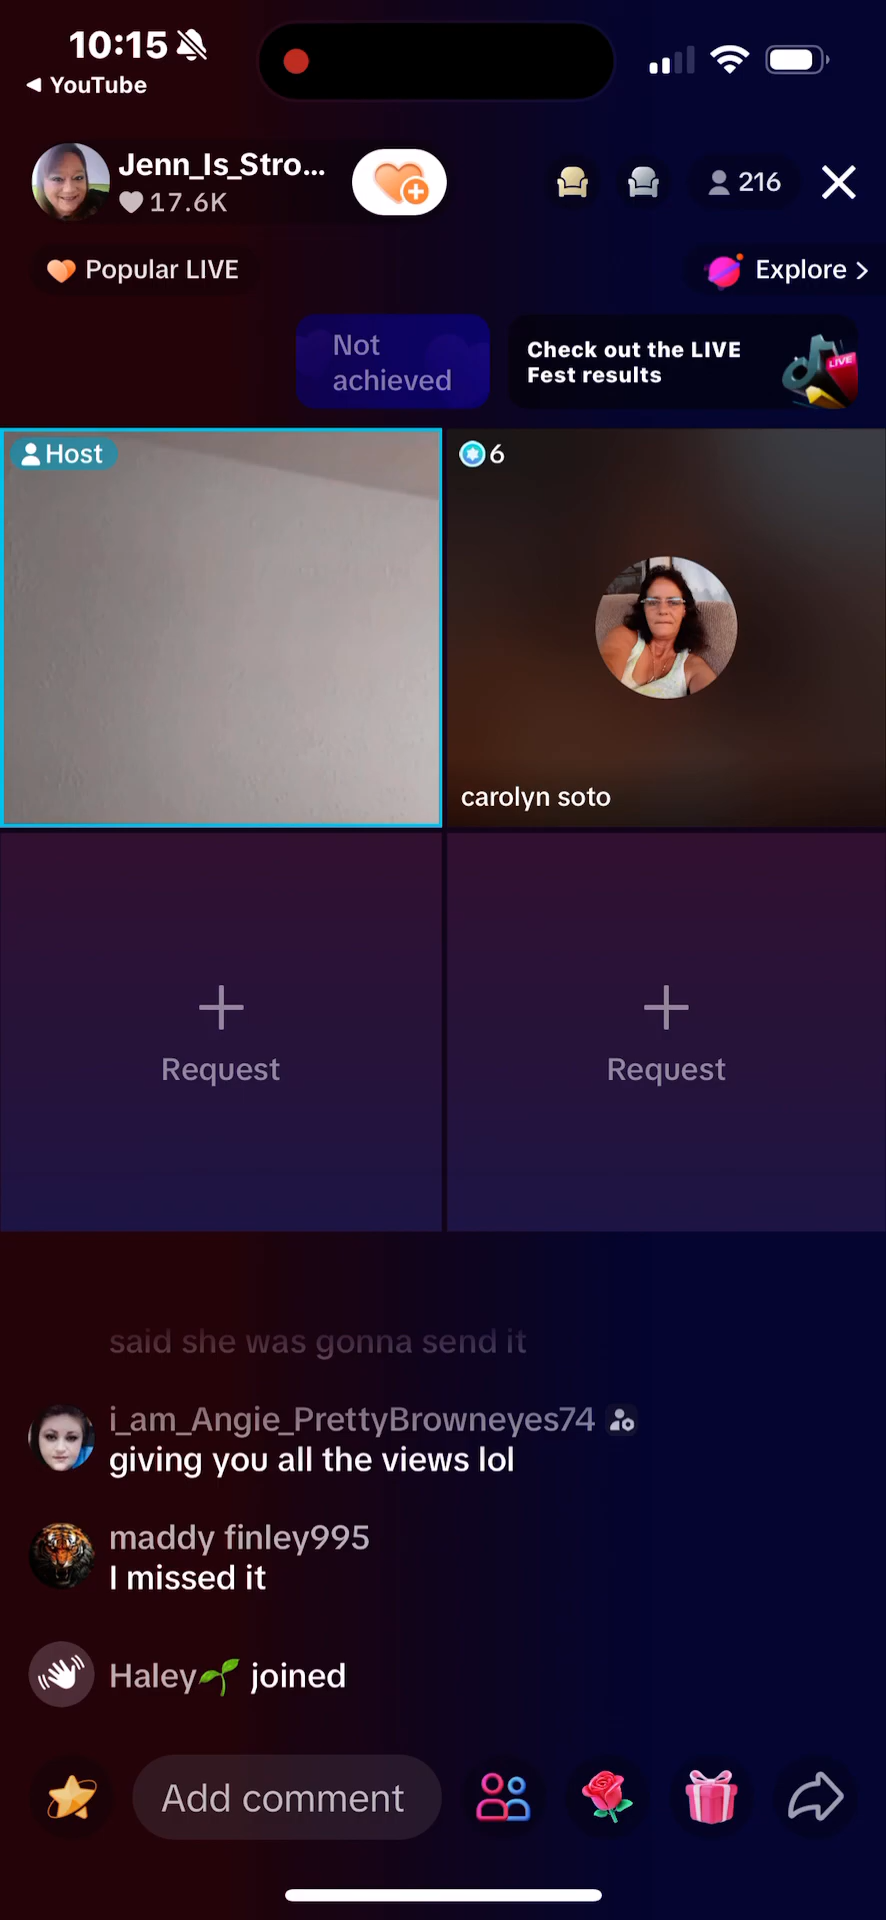 10:15
YouTube
Jenn_Is_Stro...
17.6K
216
Popular LIVE
Explore
Not
achieved
Check out the LIVE
Fest results
LIVE
Host
6
carolyn soto
Request
Request
said she was gonna send it
i_am_Angie_PrettyBrowneyes74
giving you all the views lol
maddy finley995
I missed it
Haley🌱 joined
Add comment